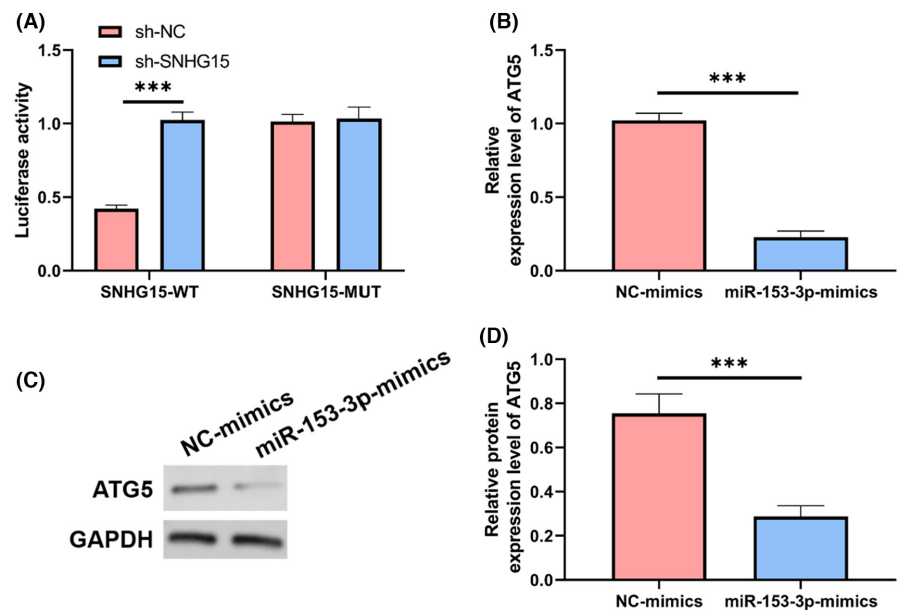 (A)
sh-NC
sh-SNHG15
***
Luciferase activity
1.5
1.0
0.5
0.0
SNHG15-WT
SNHG15-MUT
(B)
***
Relative
expression level of ATG5
1.5
1.0
0.5
0.0
NC-mimics
miR-153-3p-mimics
(C)
NC-mimics
miR-153-3p-mimics
ATG5
GAPDH
(D)
***
Relative protein
expression level of ATG5
1.0
0.8
0.6
0.4
0.2
0.0
NC-mimics
miR-153-3p-mimics